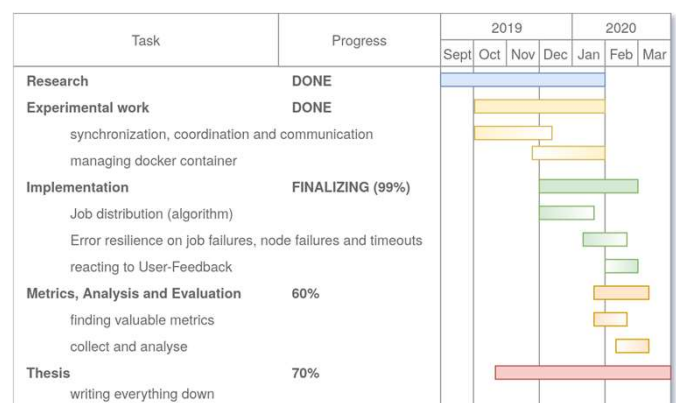 Task
Progress
2019
2020
Sept Oct Nov Dec Jan Feb Mar
Research DONE
Experimental work DONE
synchronization, coordination and communication
managing docker container
Implementation FINALIZING (99%)
Job distribution (algorithm)
Error resilience on job failures, node failures and timeouts
reacting to User-Feedback
Metrics, Analysis and Evaluation 60%
finding valuable metrics
collect and analyse
Thesis 70%
writing everything down